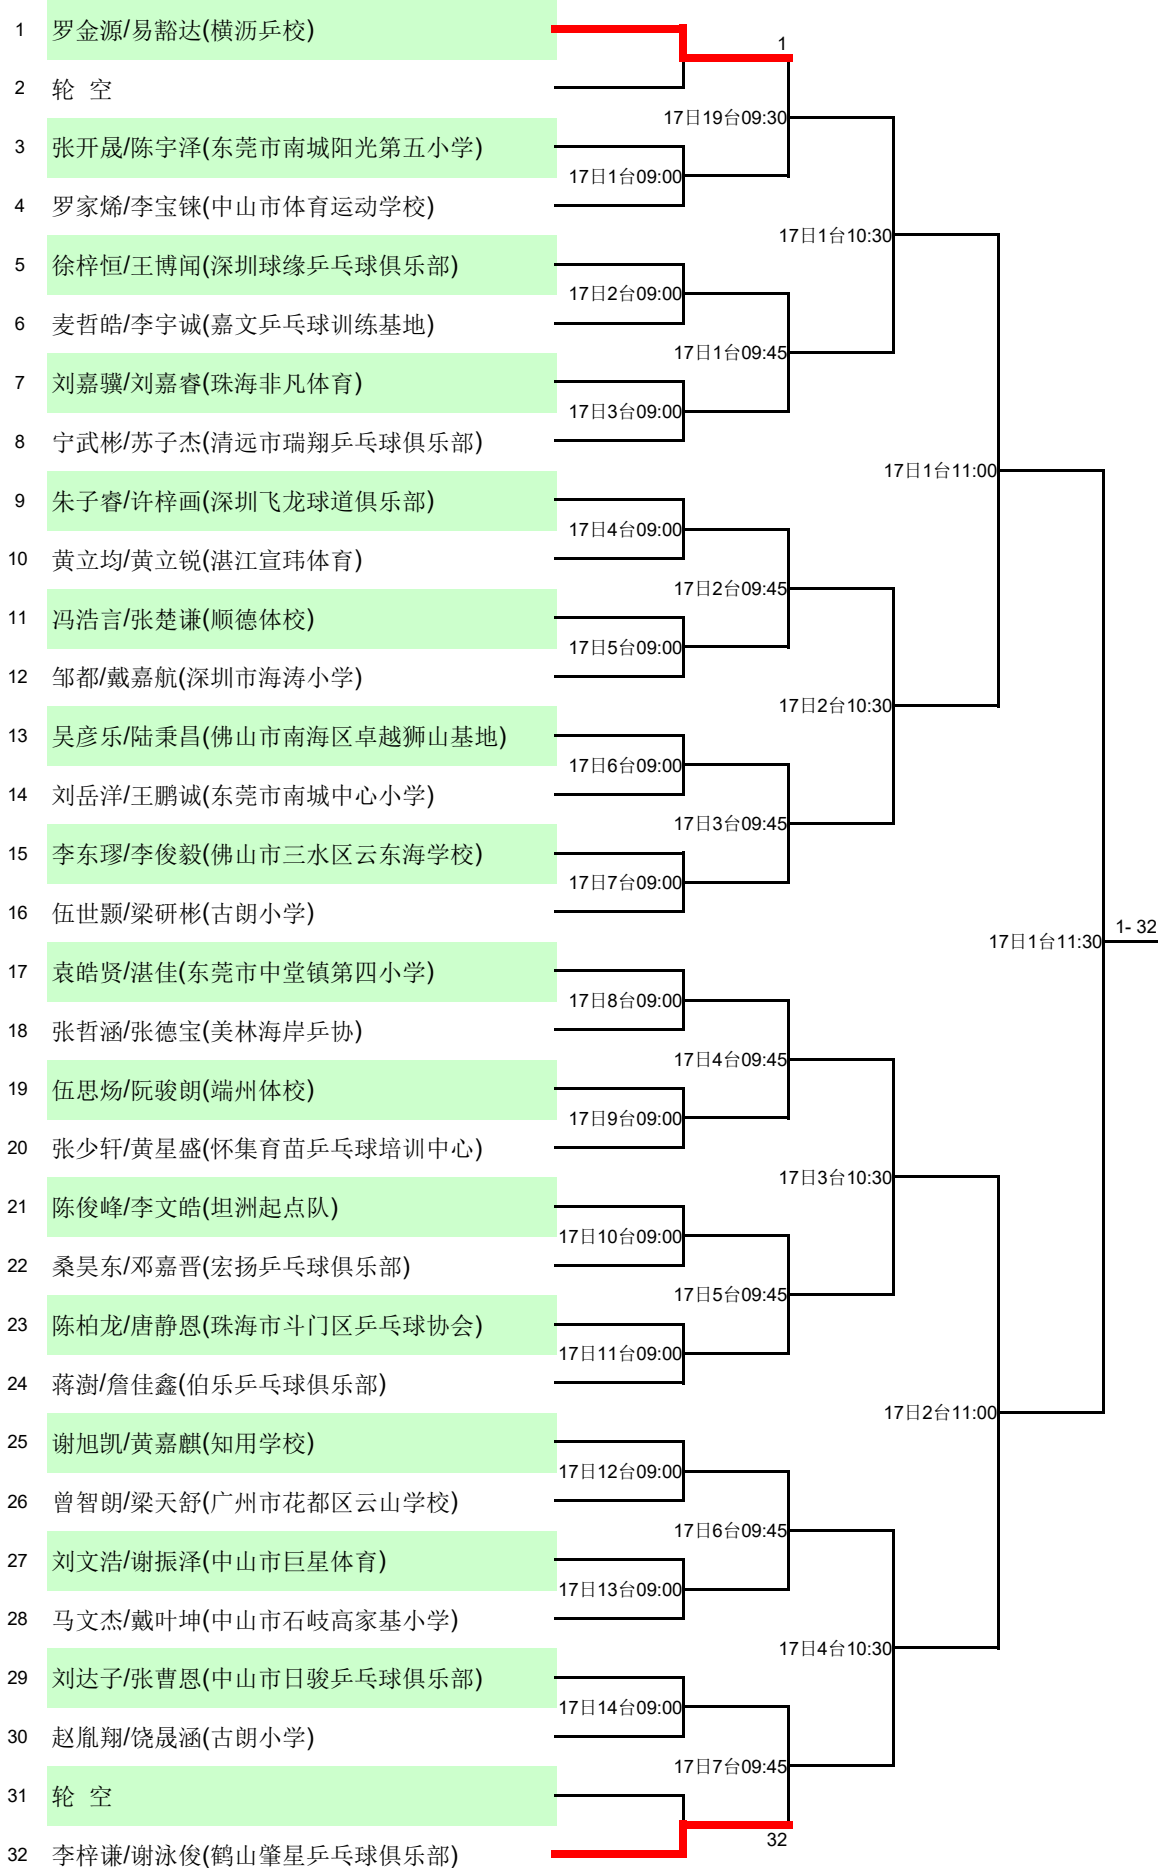 1 罗金源/易豁达(横沥乒校)
1
2 轮 空
17日19台09:30
3 张开晟/陈宇泽(东莞市南城阳光第五小学)
17日1台09:00
4 罗家烯/李宝铼(中山市体育运动学校)
17日1台10:30
5 徐梓恒/王博闻(深圳球缘乒乓球俱乐部)
17日2台09:00
6 麦哲皓/李宇诚(嘉文乒乓球训练基地)
17日1台09:45
7 刘嘉骥/刘嘉睿(珠海非凡体育)
17日3台09:00
8 宁武彬/苏子杰(清远市瑞翔乒乓球俱乐部)
17日1台11:00
9 朱子睿/许梓画(深圳飞龙球道俱乐部)
17日4台09:00
10 黄立均/黄立锐(湛江宣玮体育)
17日2台09:45
11 冯浩言/张楚谦(顺德体校)
17日5台09:00
12 邹都/戴嘉航(深圳市海涛小学)
17日2台10:30
13 吴彦乐/陆秉昌(佛山市南海区卓越狮山基地)
17日6台09:00
14 刘岳洋/王鹏诚(东莞市南城中心小学)
17日3台09:45
15 李东璆/李俊毅(佛山市三水区云东海学校)
17日7台09:00
16 伍世颢/梁研彬(古朗小学)
1- 32
17日1台11:30
17 袁皓贤/湛佳(东莞市中堂镇第四小学)
17日8台09:00
18 张哲涵/张德宝(美林海岸乒协)
17日4台09:45
19 伍思炀/阮骏朗(端州体校)
17日9台09:00
20 张少轩/黄星盛(怀集育苗乒乓球培训中心)
17日3台10:30
21 陈俊峰/李文皓(坦洲起点队)
17日10台09:00
22 桑昊东/邓嘉晋(宏扬乒乓球俱乐部)
17日5台09:45
23 陈柏龙/唐静恩(珠海市斗门区乒乓球协会)
17日11台09:00
24 蒋澍/詹佳鑫(伯乐乒乓球俱乐部)
17日2台11:00
25 谢旭凯/黄嘉麒(知用学校)
17日12台09:00
26 曾智朗/梁天舒(广州市花都区云山学校)
17日6台09:45
27 刘文浩/谢振泽(中山市巨星体育)
17日13台09:00
28 马文杰/戴叶坤(中山市石岐高家基小学)
17日4台10:30
29 刘达子/张曹恩(中山市日骏乒乓球俱乐部)
17日14台09:00
30 赵胤翔/饶晟涵(古朗小学)
17日7台09:45
31 轮 空
32
32 李梓谦/谢泳俊(鹤山肇星乒乓球俱乐部)